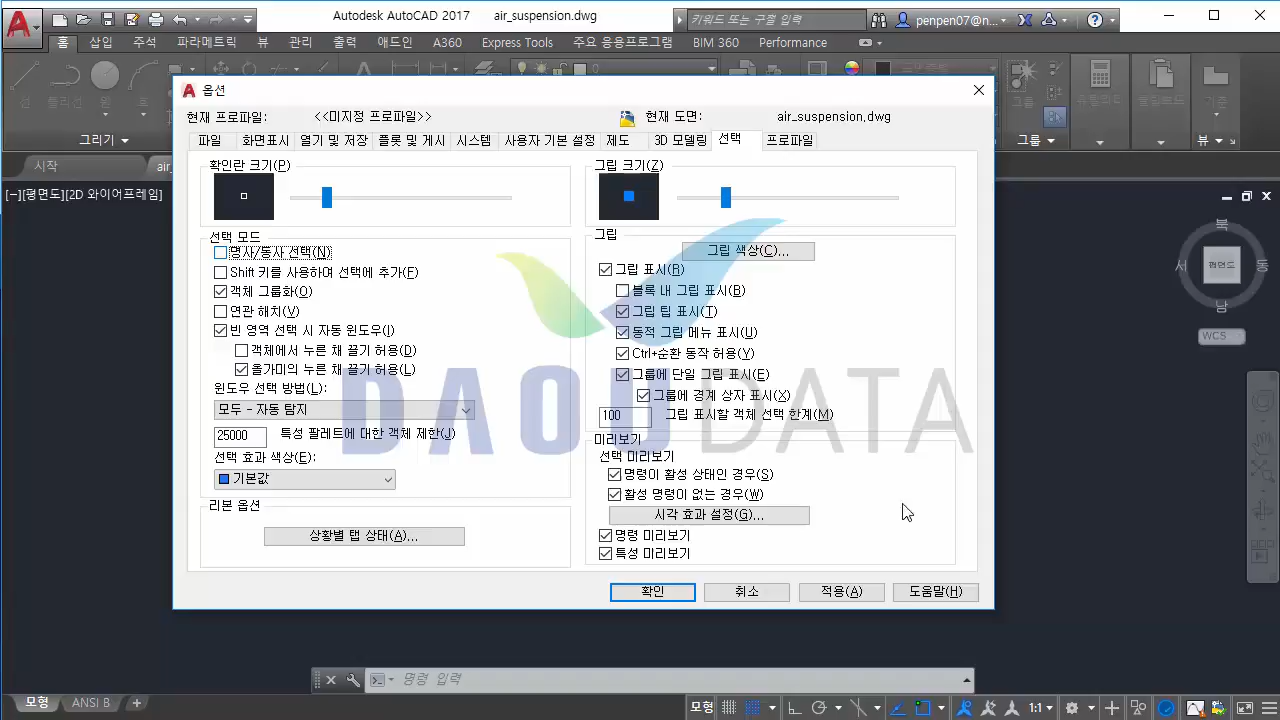 Autodesk AutoCAD 2017 air_suspension.dwg
키워드 또는 구절 입력
penpen07@n...
홈 삽입 주석 파라메트릭 뷰 관리 출력 애드인 A360 Express Tools 주요 응용프로그램 BIM 360 Performance
그리기
그룹
뷰
시작
[-][평면도][2D 와이어프레임]
옵션
현재 프로파일: <<미지정 프로파일>>
현재 도면: air_suspension.dwg
파일 화면표시 열기 및 저장 플롯 및 게시 시스템 사용자 기본 설정 제도 3D 모델링 선택 프로파일
확인란 크기(P)
선택 모드
명사/동사 선택(N)
Shift 키를 사용하여 선택에 추가(F)
객체 그룹화(O)
연관 해치(V)
빈 영역 선택 시 자동 윈도우(I)
객체에서 누른 채 끌기 허용(D)
올가미의 누른 채 끌기 허용(L)
윈도우 선택 방법(L):
모두 - 자동 탐지
25000 특성 팔레트에 대한 객체 제한(J)
선택 효과 색상(E):
기본값
리본 옵션
상황별 탭 상태(A)...
그립 크기(Z)
그립
그립 색상(C)...
그립 표시(R)
블록 내 그립 표시(B)
그립 팁 표시(T)
동적 그립 메뉴 표시(U)
Ctrl+순환 동작 허용(Y)
그룹에 단일 그립 표시(E)
그룹에 경계 상자 표시(X)
100 그립 표시할 객체 선택 한계(M)
미리보기
선택 미리보기
명령이 활성 상태인 경우(S)
활성 명령이 없는 경우(W)
시각 효과 설정(G)...
명령 미리보기
특성 미리보기
확인 취소 적용(A) 도움말(H)
DAOU DATA
북
서 평면도 동
남
WCS
명령 입력
모형 ANSI B +
모형 1:1